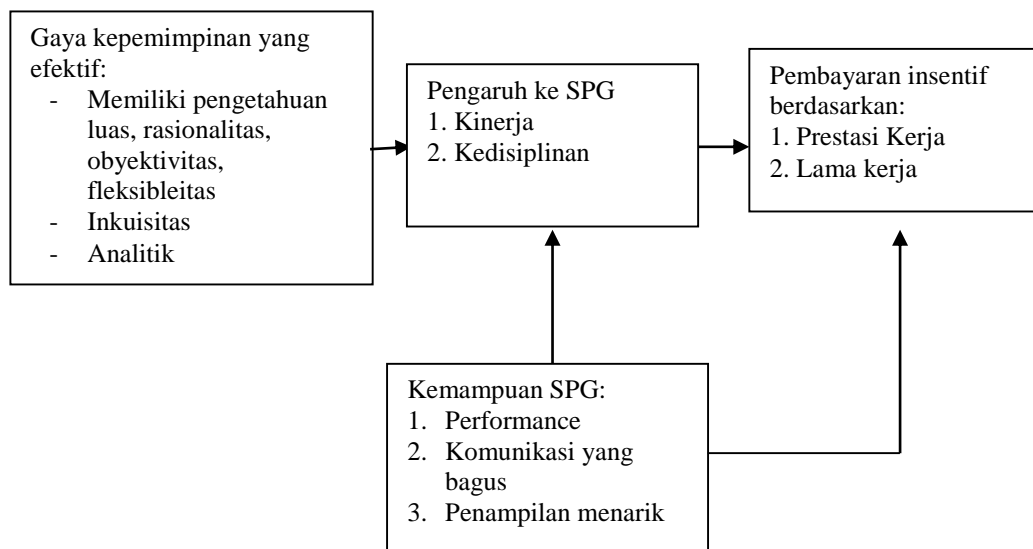 Gaya kepemimpinan yang
efektif:
- Memiliki pengetahuan
luas, rasionalitas,
obyektivitas,
fleksibleitas
- Inkuisitas
- Analitik
Pengaruh ke SPG
1. Kinerja
2. Kedisiplinan
Pembayaran insentif
berdasarkan:
1. Prestasi Kerja
2. Lama kerja
Kemampuan SPG:
1. Performance
2. Komunikasi yang
bagus
3. Penampilan menarik